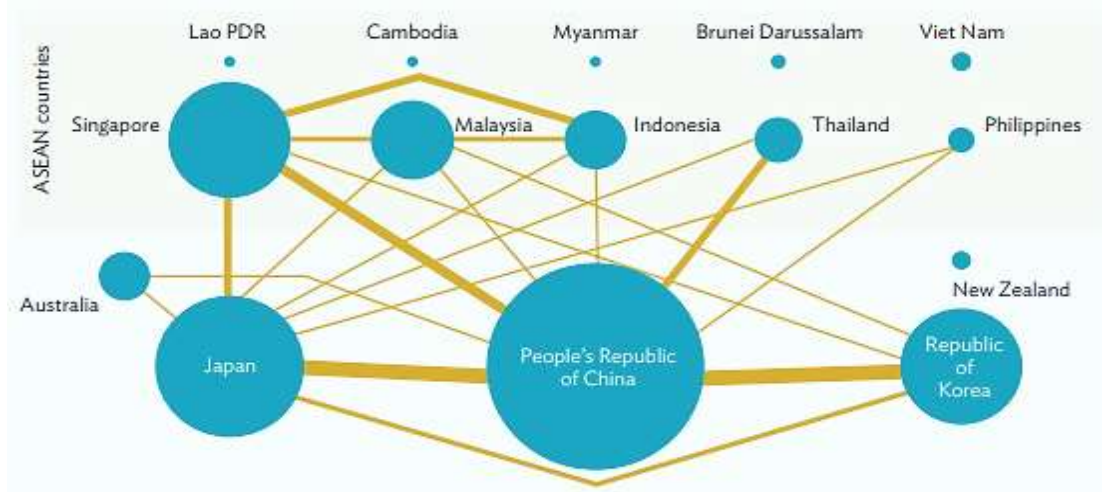 ASEAN countries
Lao PDR
Cambodia
Myanmar
Brunei Darussalam
Viet Nam
Singapore
Malaysia
Indonesia
Thailand
Philippines
Australia
New Zealand
Japan
People's Republic
of China
Republic
of
Korea